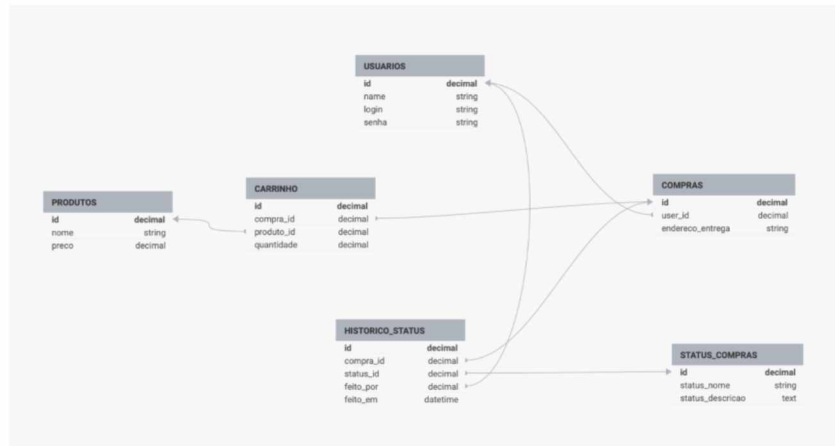 USUARIOS
id decimal
name string
login string
senha string
PRODUTOS
id decimal
nome string
preco decimal
CARRINHO
id decimal
compra_id decimal
produto_id decimal
quantidade decimal
COMPRAS
id decimal
user_id decimal
endereco_entrega string
HISTORICO_STATUS
id decimal
compra_id decimal
status_id decimal
feito_por decimal
feito_em datetime
STATUS_COMPRAS
id decimal
status_nome string
status_descricao text